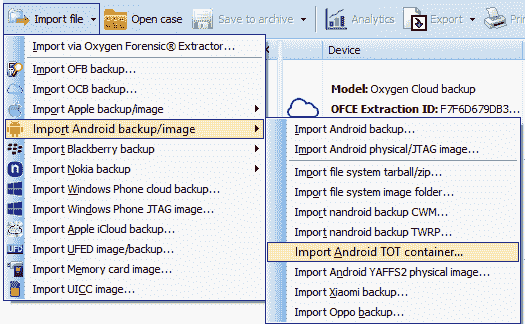 Import file
Open case
Save to archive
Analytics
Export
Import via Oxygen Forensic® Extractor...
Import OFB backup...
Import OCB backup...
Import Apple backup/image
Import Android backup/image
Import Blackberry backup
Import Nokia backup
Import Windows Phone cloud backup...
Import Windows Phone JTAG image...
Import Apple iCloud backup...
UFED
Import UFED image/backup...
Import Memory card image...
Import UICC image...
Device
Model: Oxygen Cloud backup
OFCE Extraction ID: F7F6D679DB3...
Import Android backup...
Import Android physical/JTAG image...
Import file system tarball/zip...
Import file system image folder...
Import nandroid backup CWM...
Import nandroid backup TWRP...
Import Android TOT container...
Import Android YAFFS2 physical image...
Import Xiaomi backup...
Import Oppo backup...